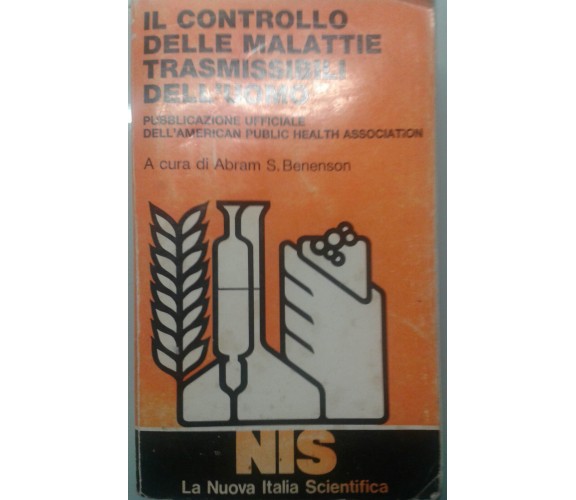 IL CONTROLLO
DELLE MALATTIE
TRASMISSIBILI
DELL'UOMO
PUBBLICAZIONE UFFICIALE
DELL'AMERICAN PUBLIC HEALTH ASSOCIATION
A cura di Abram S. Benenson
NIS
La Nuova Italia Scientifica